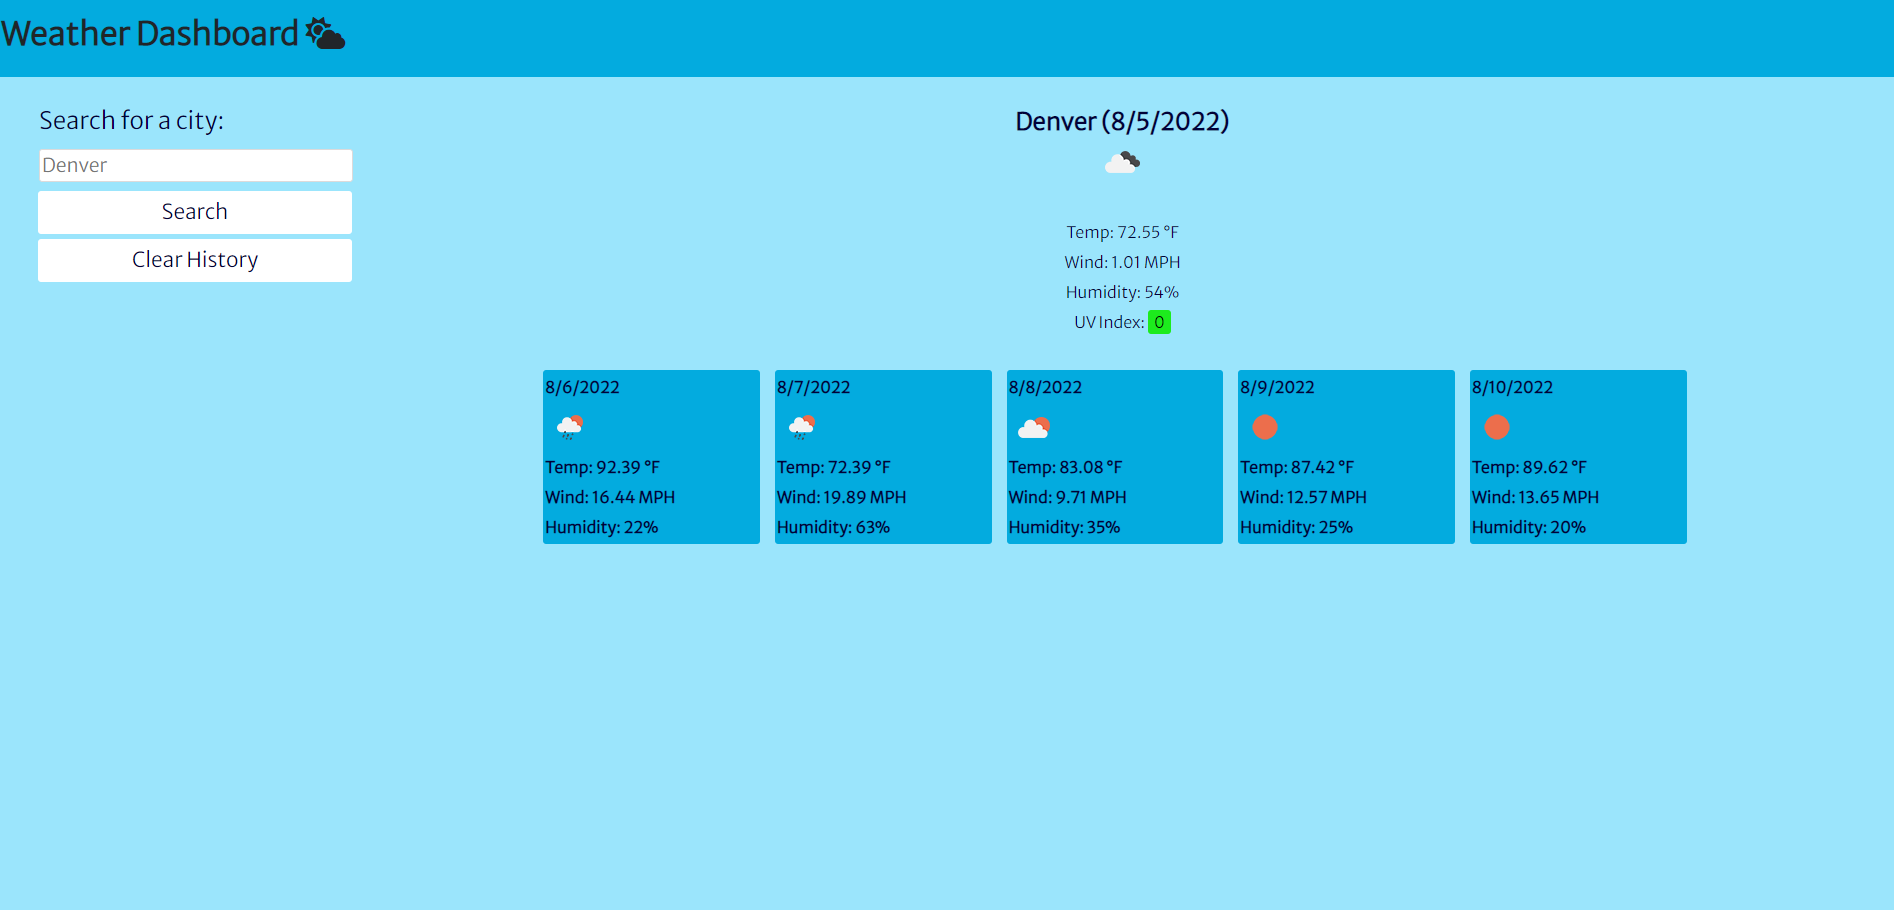 Weather Dashboard
Search for a city:
Denver
Search
Clear History
Denver (8/5/2022)
Temp: 72.55 °F
Wind: 1.01 MPH
Humidity: 54%
UV Index: 0
8/6/2022
Temp: 92.39 °F
Wind: 16.44 MPH
Humidity: 22%
8/7/2022
Temp: 72.39 °F
Wind: 19.89 MPH
Humidity: 63%
8/8/2022
Temp: 83.08 °F
Wind: 9.71 MPH
Humidity: 35%
8/9/2022
Temp: 87.42 °F
Wind: 12.57 MPH
Humidity: 25%
8/10/2022
Temp: 89.62 °F
Wind: 13.65 MPH
Humidity: 20%